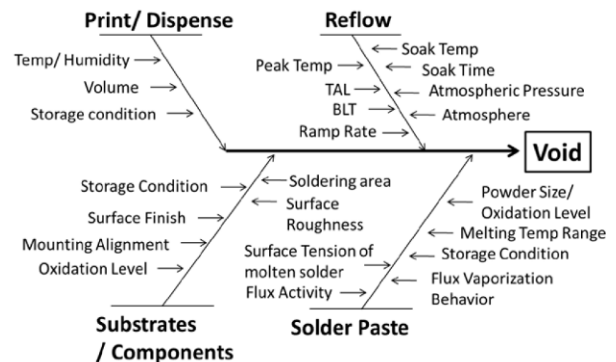 Print/ Dispense
Temp/ Humidity
Volume
Storage condition
Reflow
Soak Temp
Peak Temp
Soak Time
TAL
Atmospheric Pressure
BLT
Atmosphere
Ramp Rate
Void
Storage Condition
Soldering area
Surface Finish
Surface
Roughness
Mounting Alignment
Oxidation Level
Substrates
/ Components
Powder Size/
Oxidation Level
Melting Temp Range
Surface Tension of
molten solder
Storage Condition
Flux Activity
Flux Vaporization
Behavior
Solder Paste